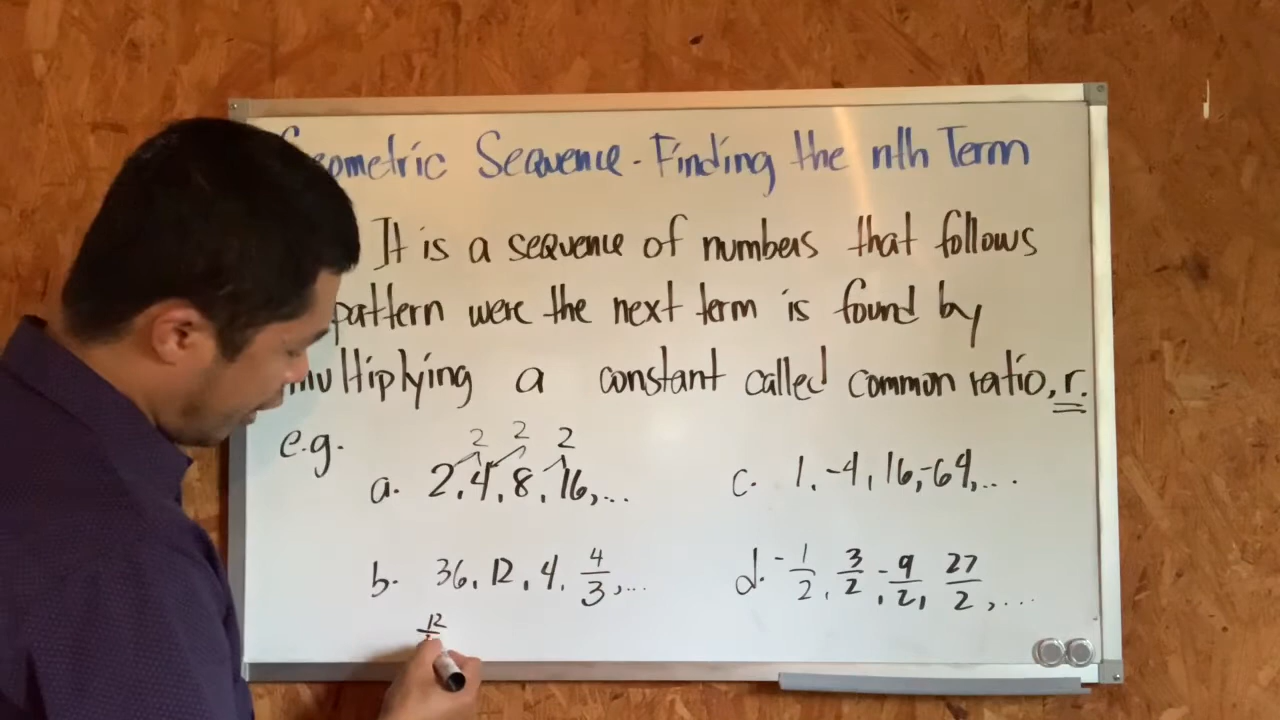 Geometric Sequence - Finding the nth Term
It is a sequence of numbers that follows
pattern were the next term is found by
multiplying a constant called common ratio, r.
e.g.
2 2 2
a. 2, 4, 8, 16, ...
c. 1, -4, 16, -64, ...
b. 36, 12, 4, 4/3, ...
d. -1/2, 3/2, -9/2, 27/2, ...
12